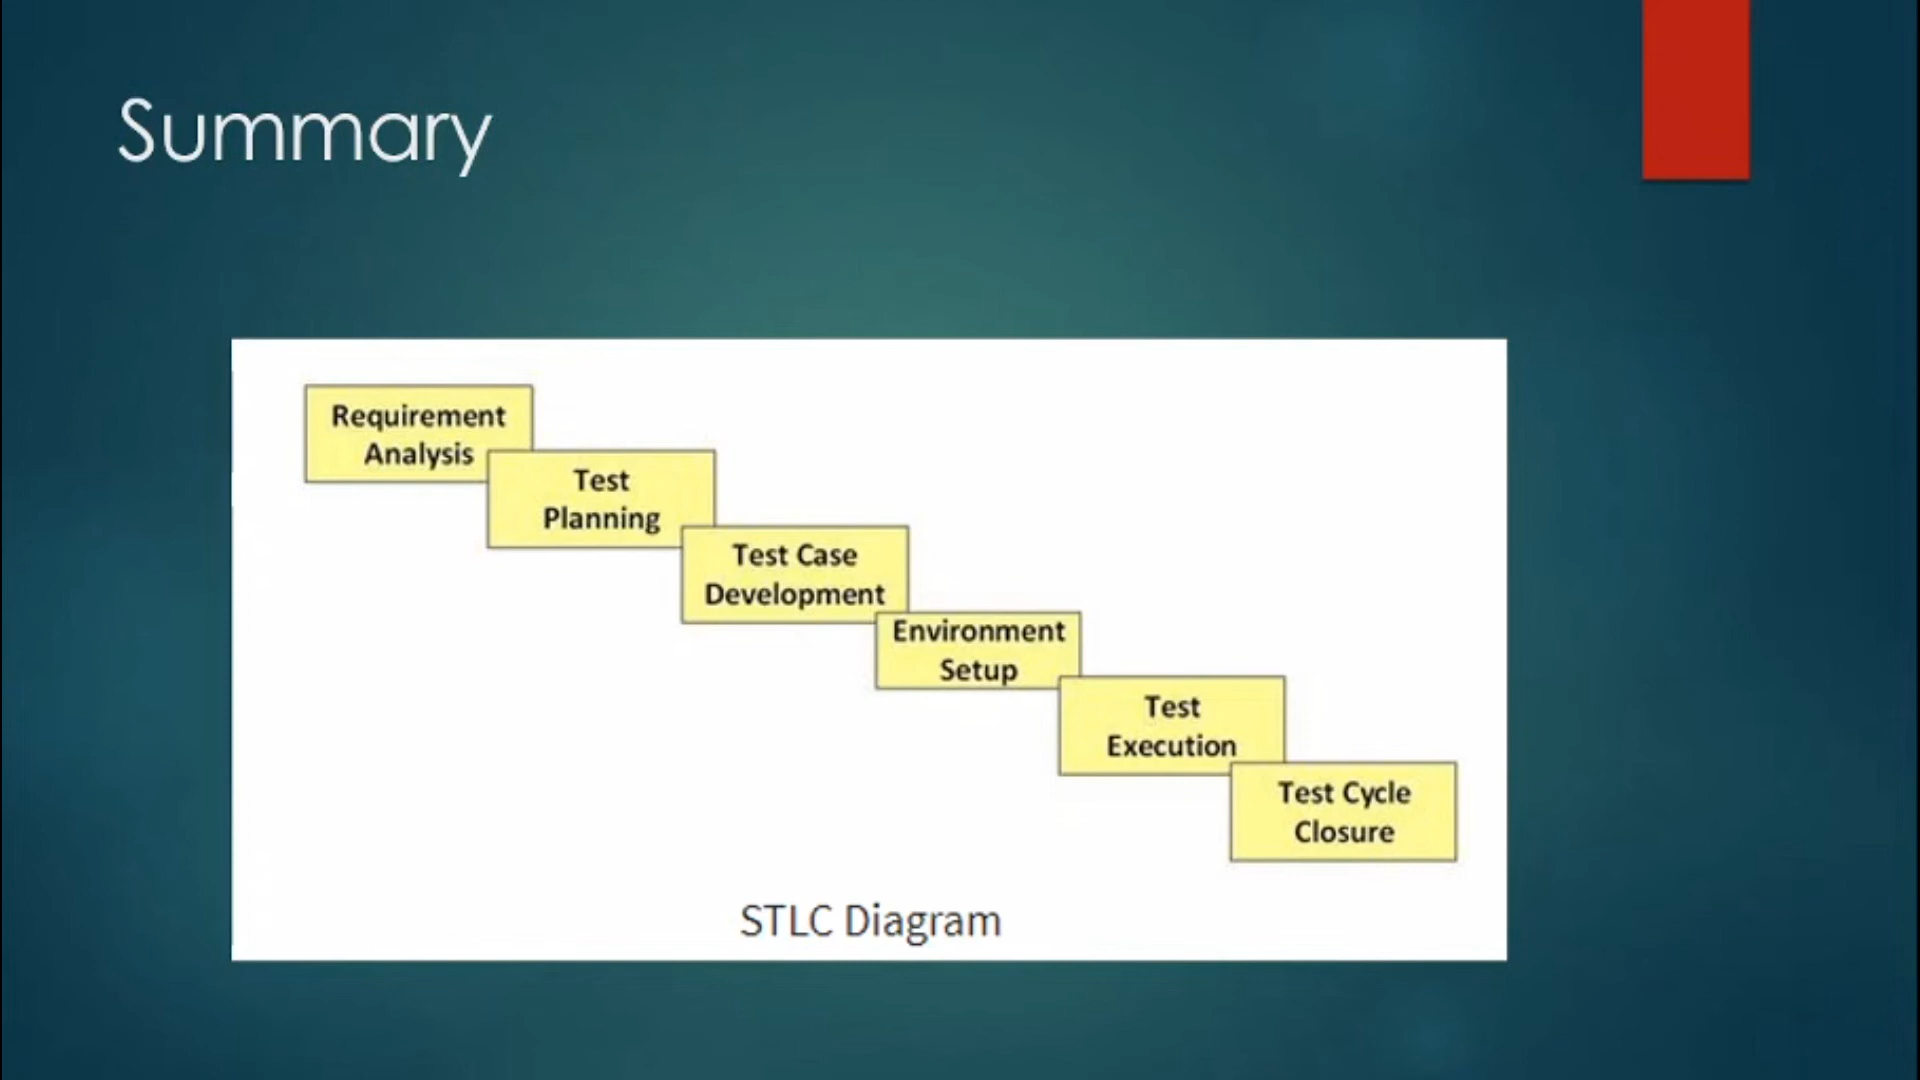 Summary
Requirement
Analysis
Test
Planning
Test Case
Development
Environment
Setup
Test
Execution
Test Cycle
Closure
STLC Diagram